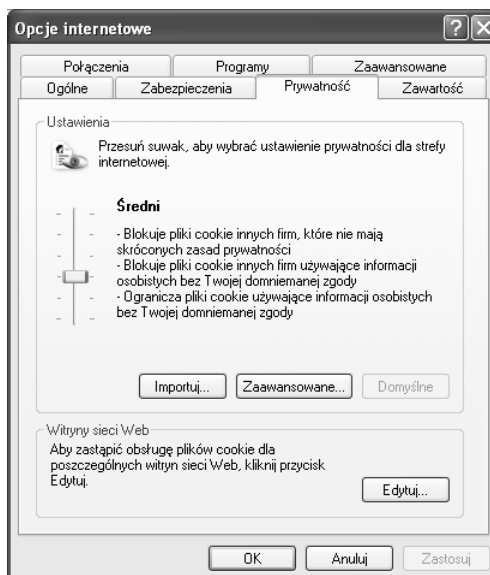 Opcje internetowe
Połączenia
Programy
Zaawansowane
Ogólne
Zabezpieczenia
Prywatność
Zawartość
Ustawienia
Przesuń suwak, aby wybrać ustawienie prywatności dla strefy
internetowej.
Średni
- Blokuje pliki cookie innych firm, które nie mają
skróconych zasad prywatności
- Blokuje pliki cookie innych firm używające informacji
osobistych bez Twojej domniemanej zgody
- Ogranicza pliki cookie używające informacji osobistych
bez Twojej domniemanej zgody
Importuj...
Zaawansowane...
Domyślne
Witryny sieci Web
Aby zastąpić obsługę plików cookie dla
poszczególnych witryn sieci Web, kliknij przycisk
Edytuj.
Edytuj...
OK
Anuluj
Zastosuj